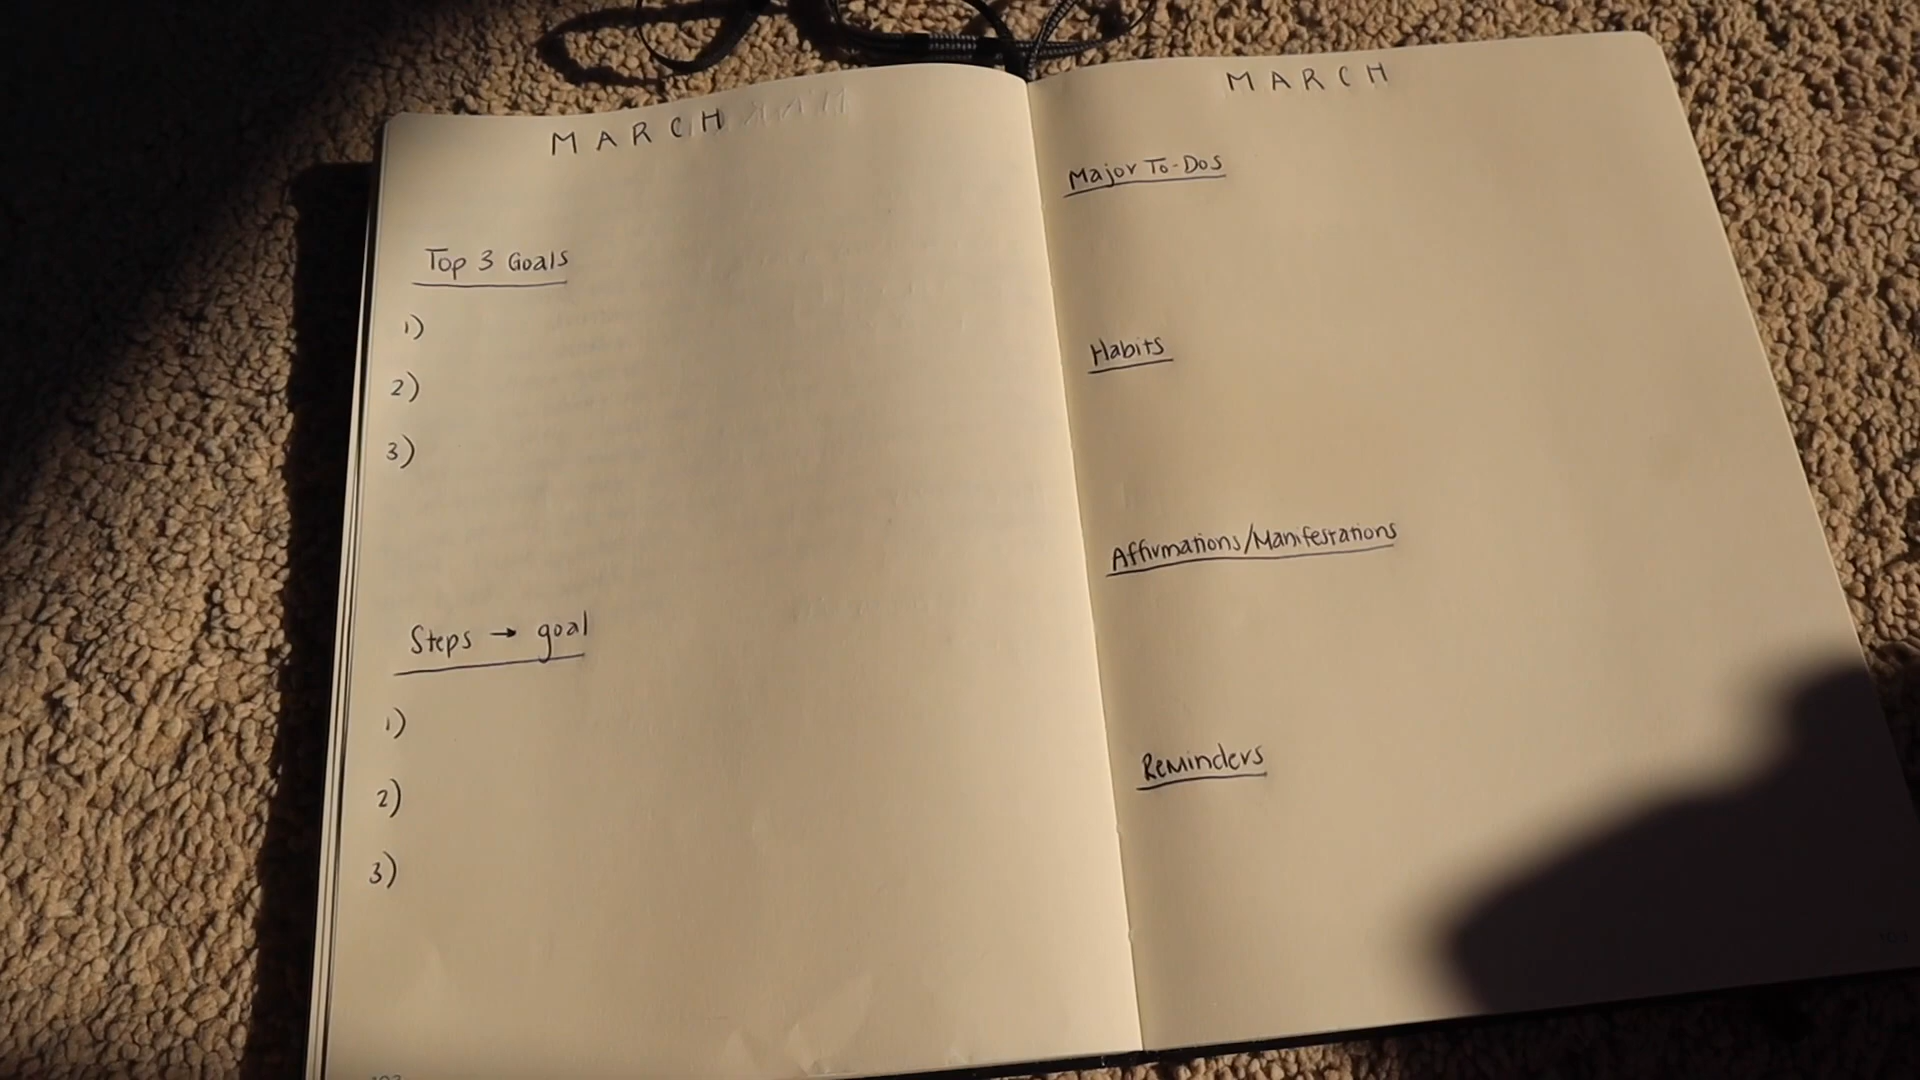 MARCH
Top 3 Goals
1)
2)
3)
Steps → goal
1)
2)
3)
MARCH
Major To-Dos
Habits
Affirmations/Manifestations
Reminders